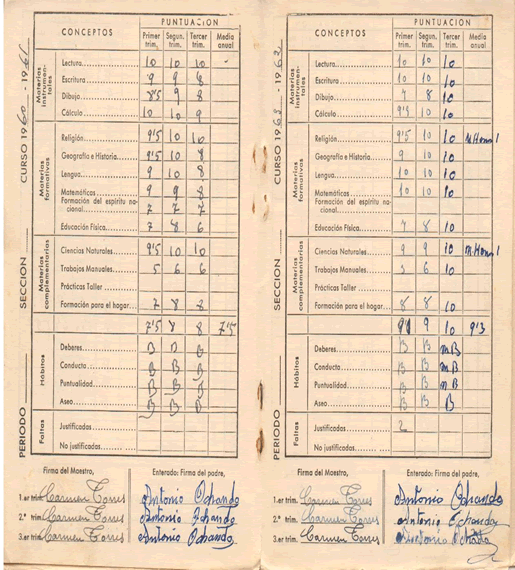 CONCEPTOS PUNTUACION
Primer trim. Segun. trim. Tercer trim. Media anual
CURSO 1960 - 1961
SECCION
PERIODO
Materias instrumentales
Lectura 10 10 10 -
Escritura 9 9 8
Dibujo 8'5 9 8
Cálculo 10 10 9
Materias formativas
Religión 9'5 10 10
Geografía e Historia 9'5 10 8
Lengua 9 10 8
Matemáticas 9 9 8
Formación del espíritu nacional. 7 7 7
Educación Física 7 8 6
Materias complementarias
Ciencias Naturales 9'5 10 10
Trabajos Manuales 5 6 6
Prácticas Taller
Formación para el hogar 7 8 8
7'5 8 8 7'5
Hábitos
Deberes B B B
Conducta B B B
Puntualidad B B B
Aseo B B B
Faltas
Justificadas
No justificadas
Firma del Maestro, Enterado: Firma del padre,
1.er trim. Carmen Torres Antonio Ochando
2.º trim. Carmen Torres Antonio Ochando
3.er trim. Carmen Torres Antonio Ochando
CONCEPTOS PUNTUACION
Primer trim. Segun. trim. Tercer trim. Media anual
SECCION
PERIODO
Materias instrumentales
Lectura 10 10 10
Escritura 10 10 10
Dibujo 7 8 10
Cálculo 9'5 10 10
Materias formativas
Religión 9'5 10 10
Geografía e Historia 9 10 10
Lengua 10 10 10
Matemáticas 10 10 10
Formación del espíritu nacional.
Educación Física 7 8 10
Materias complementarias
Ciencias Naturales 9 9 10
Trabajos Manuales 6 10
Prácticas Taller
Formación para el hogar 8 8 10
9 10 9'3
Hábitos
Deberes B B MB
Conducta B B MB
Puntualidad B B MB
Aseo B B B
Faltas
Justificadas 2
No justificadas
Firma del Maestro, Enterado: Firma del padre,
1.er trim. Carmen Torres Antonio Ochando
2.º trim. Carmen Torres Antonio Ochando
3.er trim. Carmen Torres Antonio Ochando